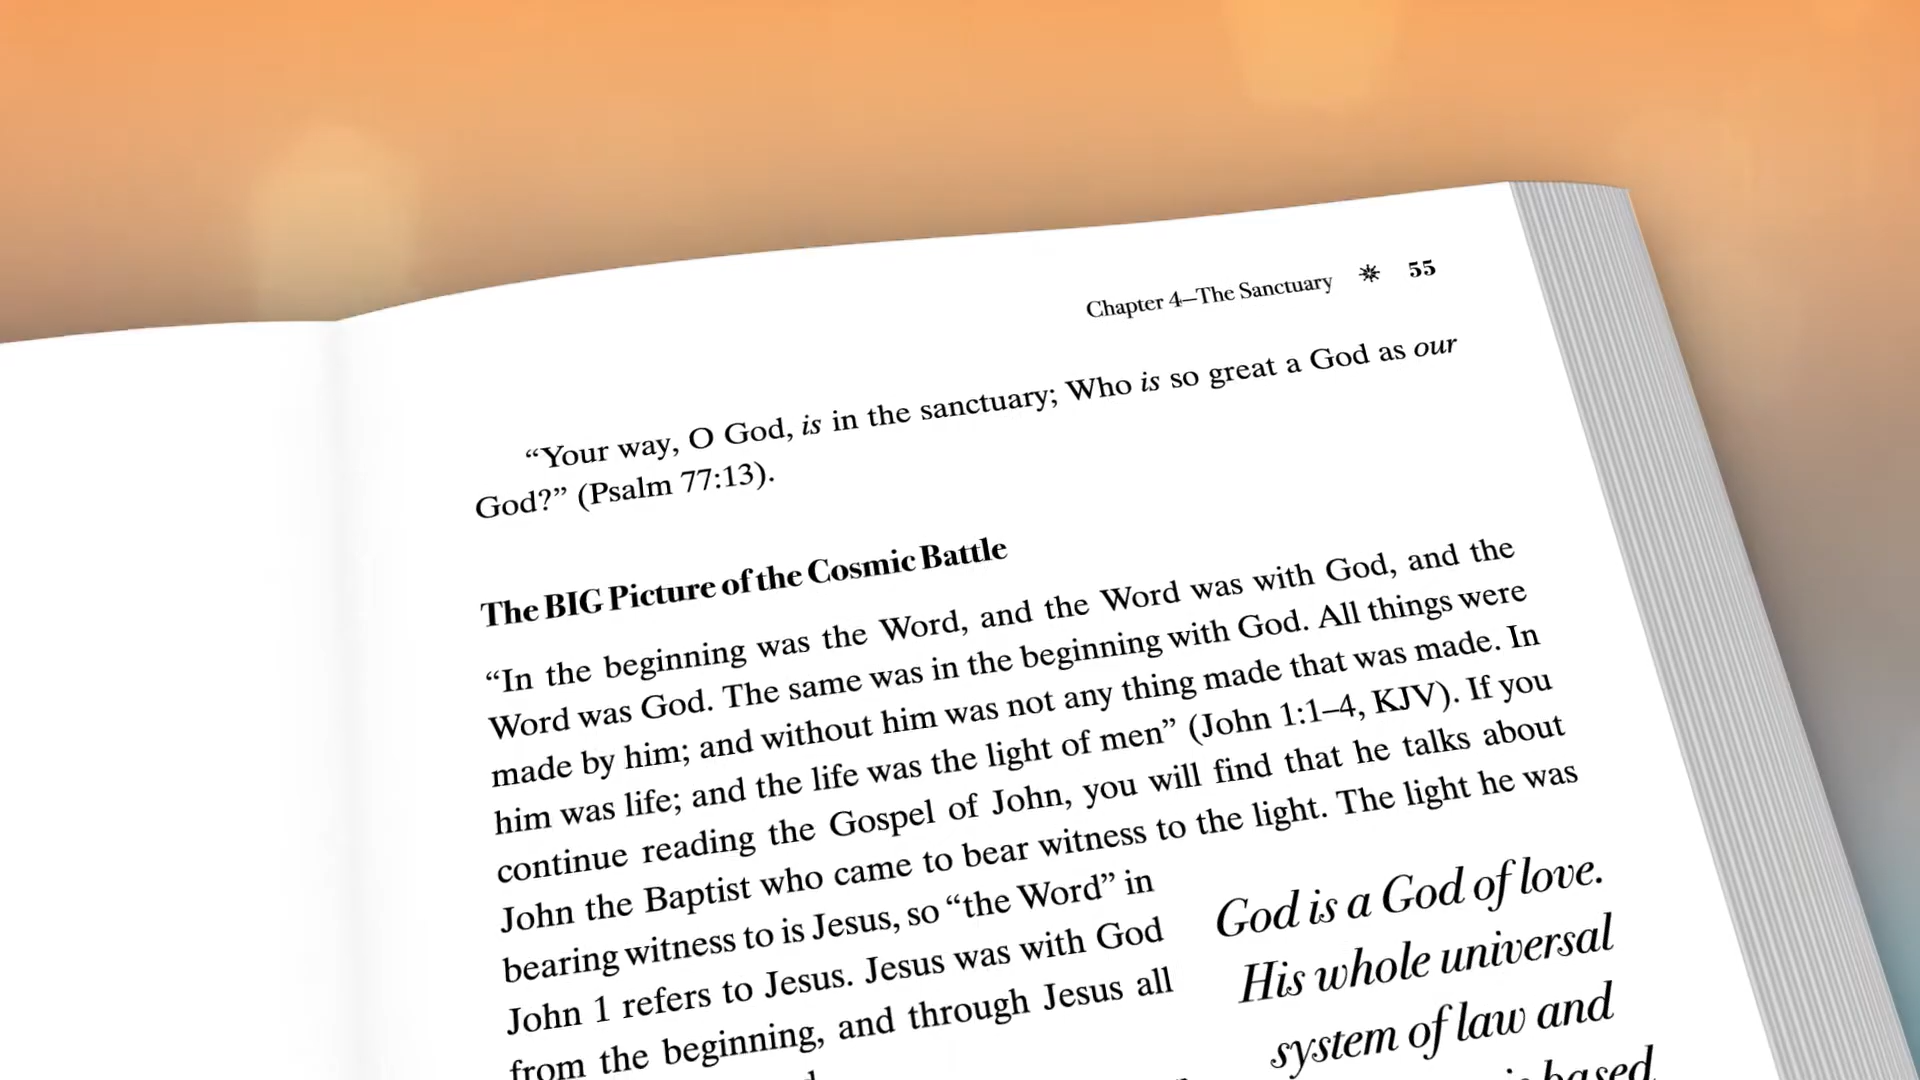 Chapter 4—The Sanctuary ✵ 55
“Your way, O God, is in the sanctuary; Who is so great a God as our
God?” (Psalm 77:13).
The BIG Picture of the Cosmic Battle
“In the beginning was the Word, and the Word was with God, and the
Word was God. The same was in the beginning with God. All things were
made by him; and without him was not any thing made that was made. In
him was life; and the life was the light of men” (John 1:1–4, KJV). If you
continue reading the Gospel of John, you will find that he talks about
John the Baptist who came to bear witness to the light. The light he was
bearing witness to is Jesus, so “the Word” in
John 1 refers to Jesus. Jesus was with God
from the beginning, and through Jesus all
God is a God of love.
His whole universal
system of law and
based